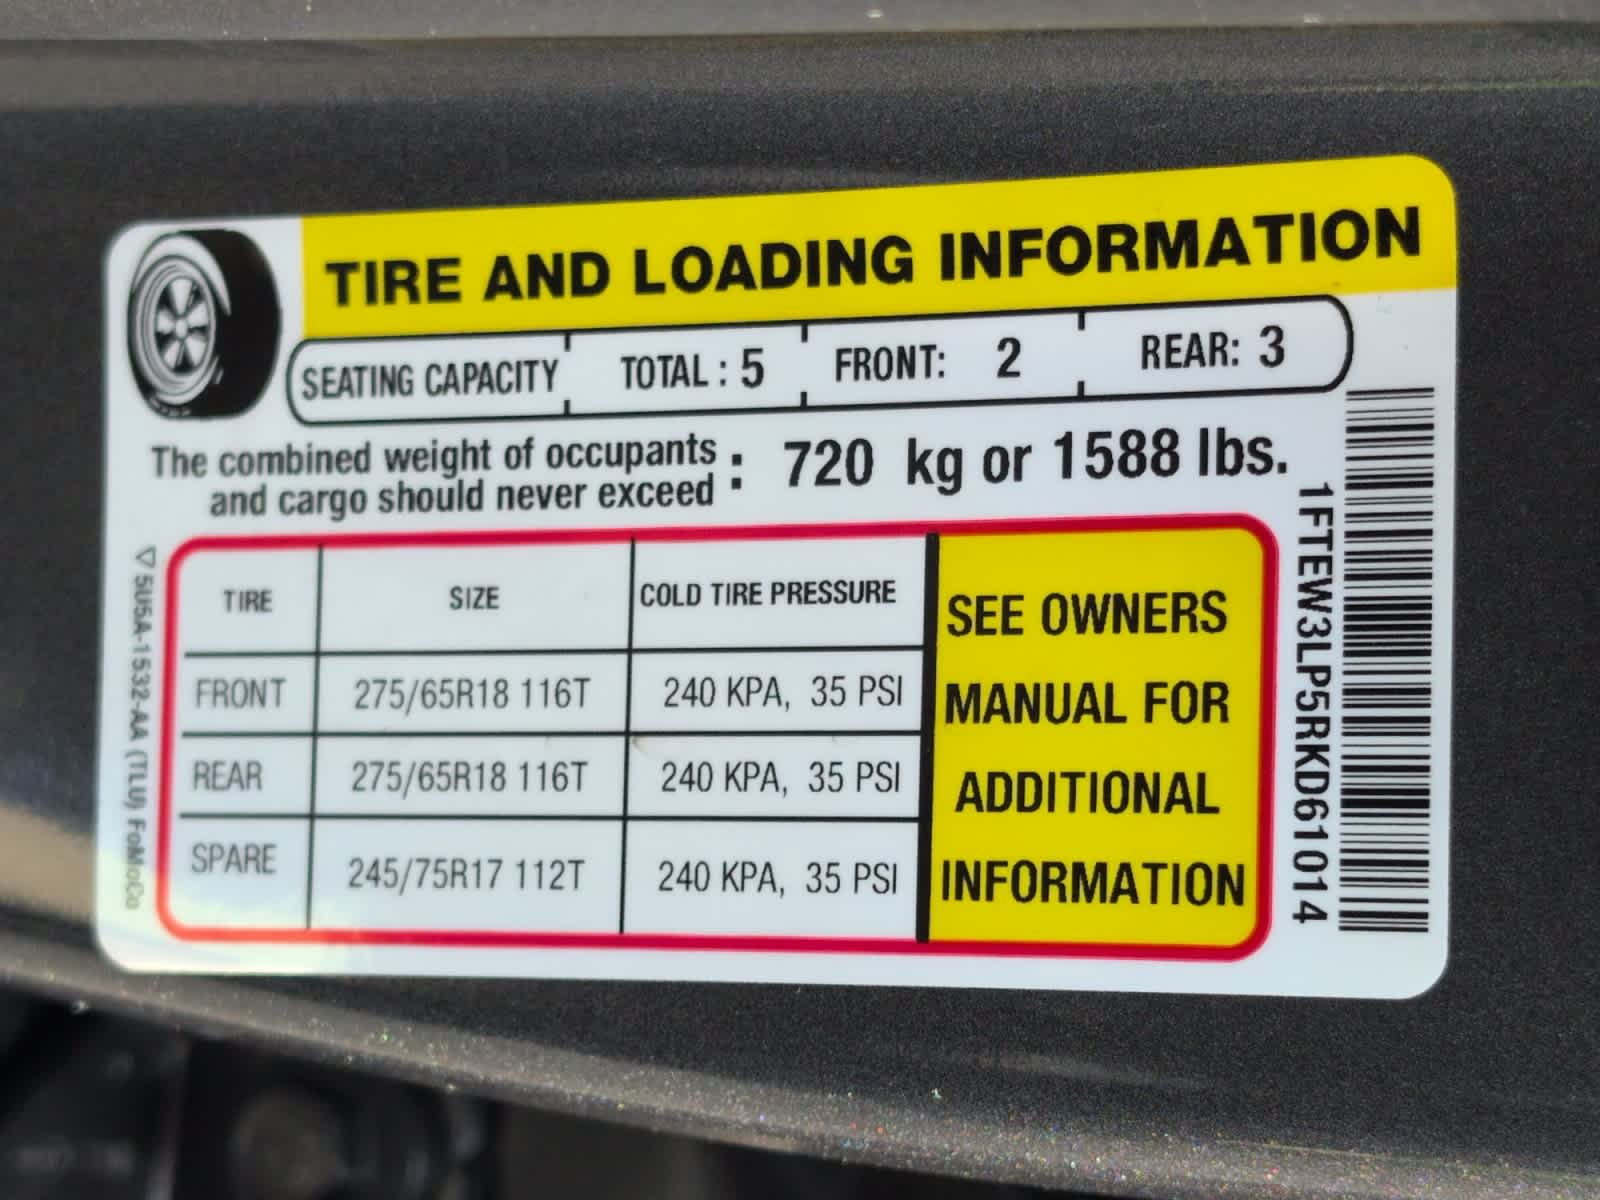 TIRE AND LOADING INFORMATION
SEATING CAPACITY TOTAL : 5 FRONT: 2 REAR: 3
The combined weight of occupants
and cargo should never exceed : 720 kg or 1588 lbs.
TIRE SIZE COLD TIRE PRESSURE
FRONT 275/65R18 116T 240 KPA, 35 PSI
REAR 275/65R18 116T 240 KPA, 35 PSI
SPARE 245/75R17 112T 240 KPA, 35 PSI
SEE OWNERS
MANUAL FOR
ADDITIONAL
INFORMATION
1FTEW3LP5RKD61014
5U5A-1532-AA (TLU) FoMoCo